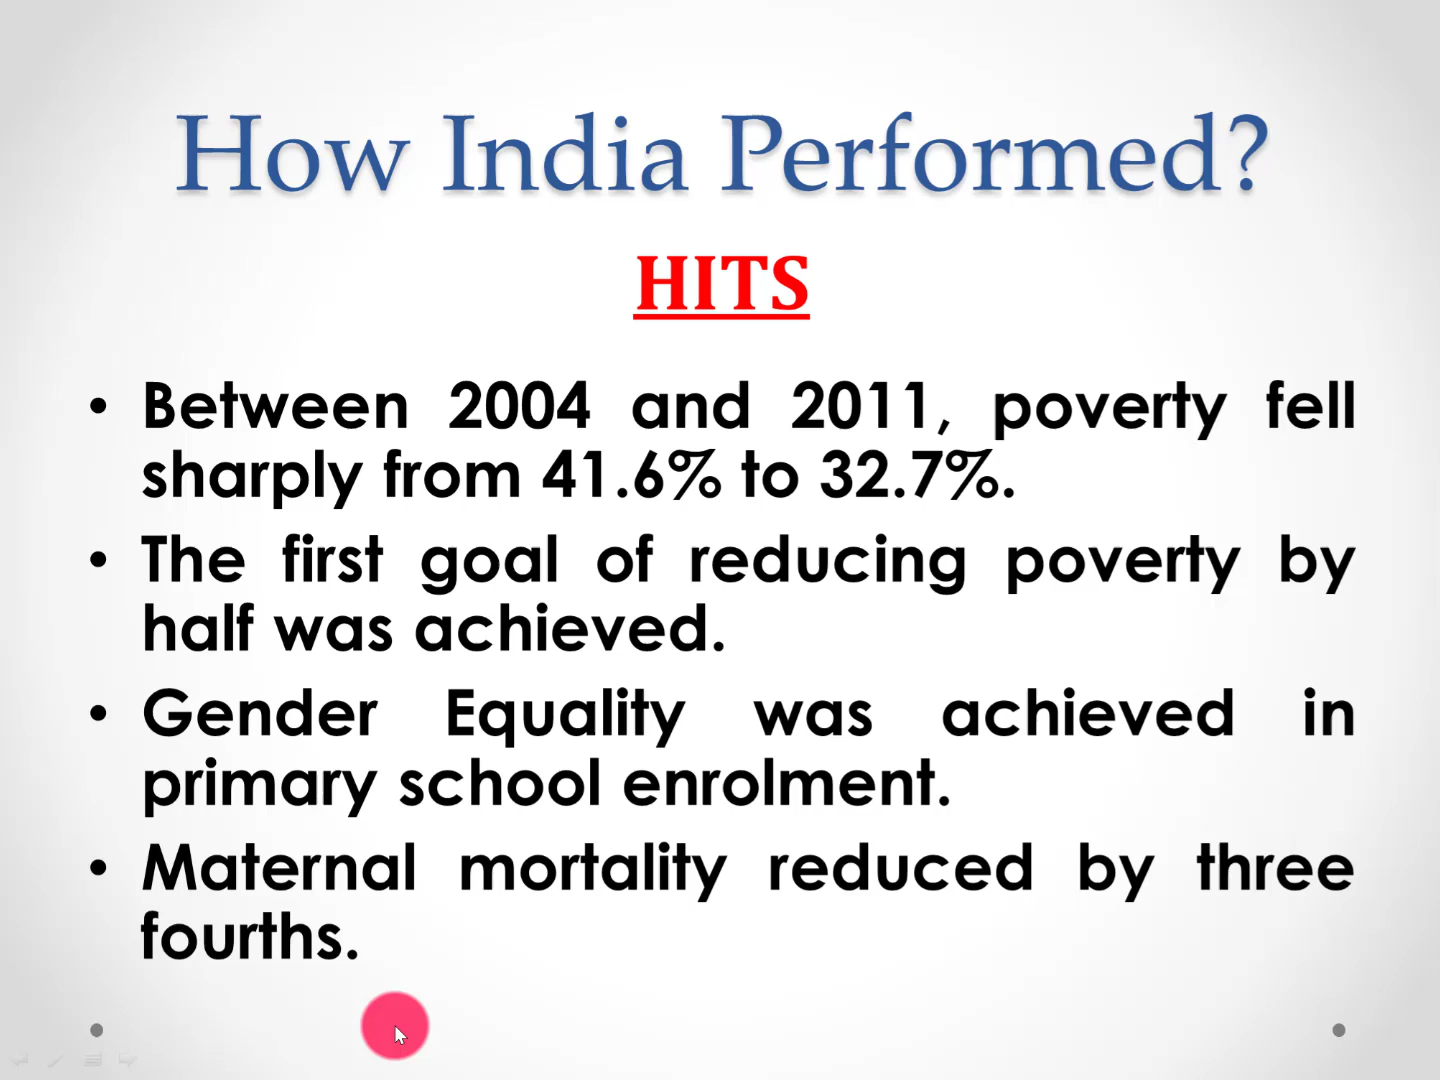 How India Performed?
HITS
• Between 2004 and 2011, poverty fell
sharply from 41.6% to 32.7%.
• The first goal of reducing poverty by
half was achieved.
• Gender Equality was achieved in
primary school enrolment.
• Maternal mortality reduced by three
fourths.